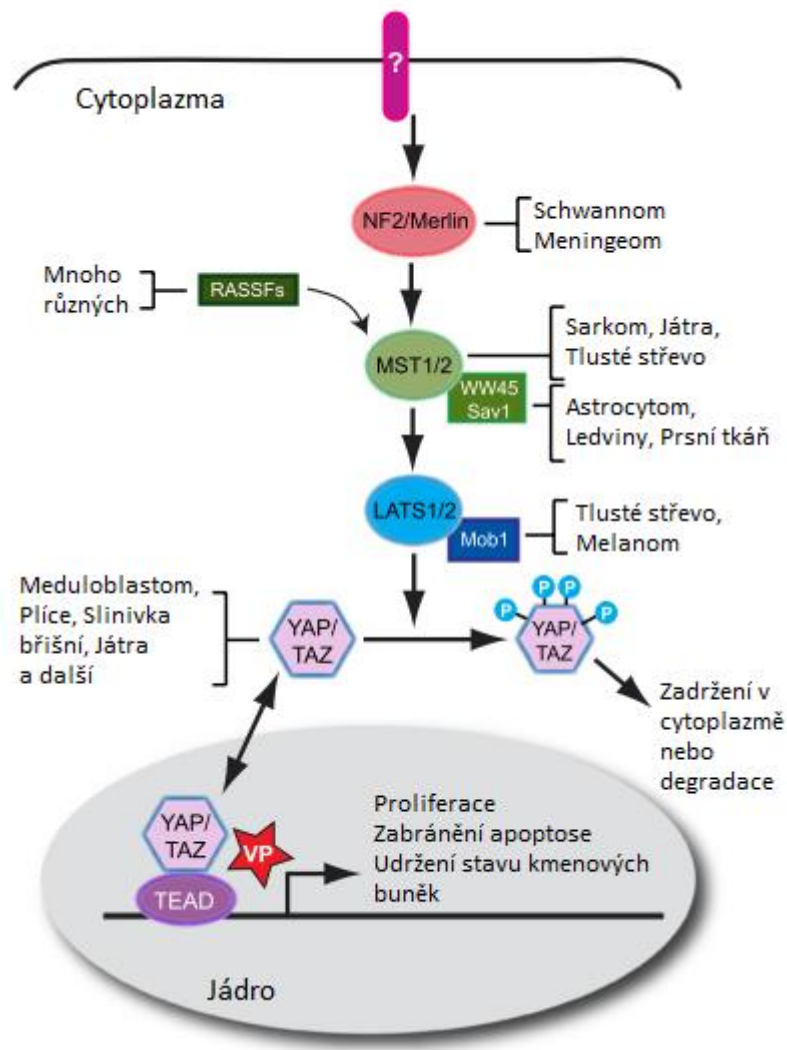 ?
Cytoplazma
NF2/Merlin
Schwannom
Meningeom
Mnoho
různých
RASSFs
MST1/2
WW45
Sav1
Sarkom, Játra,
Tlusté střevo
Astrocytom,
Ledviny, Prsní tkáň
LATS1/2
Mob1
Tlusté střevo,
Melanom
Meduloblastom,
Plíce, Slinivka
břišní, Játra
a další
YAP/
TAZ
P
P
P
P
YAP/
TAZ
Zadržení v
cytoplazmě
nebo
degradace
YAP/
TAZ
VP
TEAD
Proliferace
Zabránění apoptose
Udržení stavu kmenových
buněk
Jádro